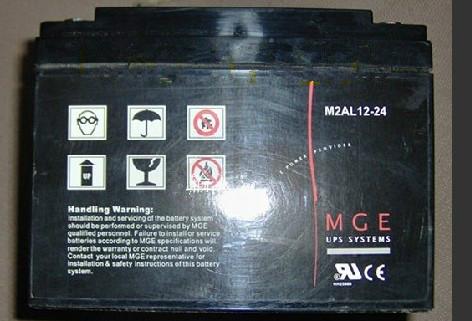 M2AL12-24
UP
MGE
UPS SYSTEMS
Handling Warning:
Installation and servicing of the battery system
should be performed or supervised by MGE
qualified personnel. Failure to install or service
batteries according to MGE specifications will
render the warranty or contract null and void.
Contact your local MGE representative for
installation & safety instructions of this battery
system.